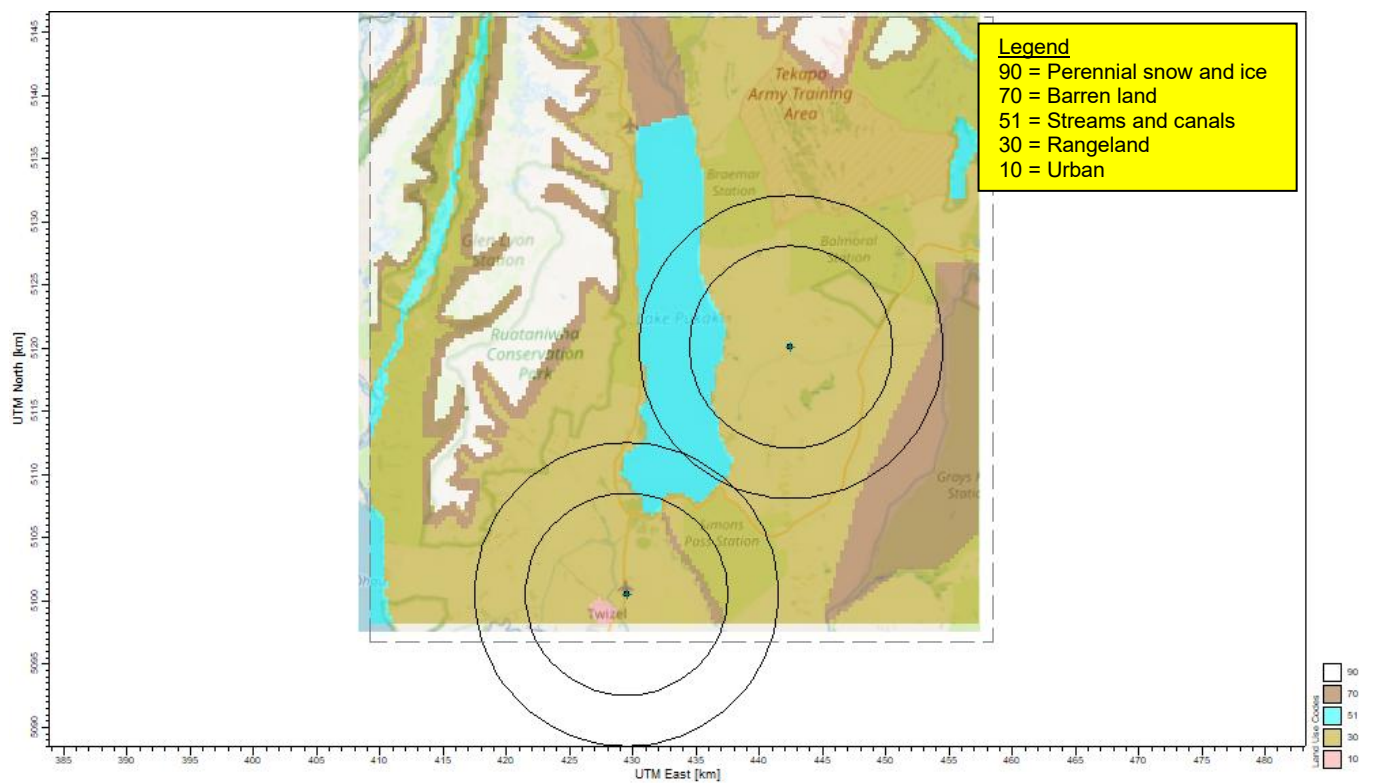 Legend
90 = Perennial snow and ice
70 = Barren land
51 = Streams and canals
30 = Rangeland
10 = Urban
Tekapo
Army Training
Area
Braemar
Station
Balmoral
Station
Glen Lyon
Station
Ruataniwha
Conservation
Park
Lake Pukaki
Grays
Simons
Pass Station
Twizel
UTM North [km]
5145
5140
5135
5130
5125
5120
5115
5110
5105
5100
5095
5090
385
390
395
400
405
410
415
420
425
430
435
440
445
450
455
460
465
470
475
480
UTM East [km]
Land Use Codes
90
70
51
30
10